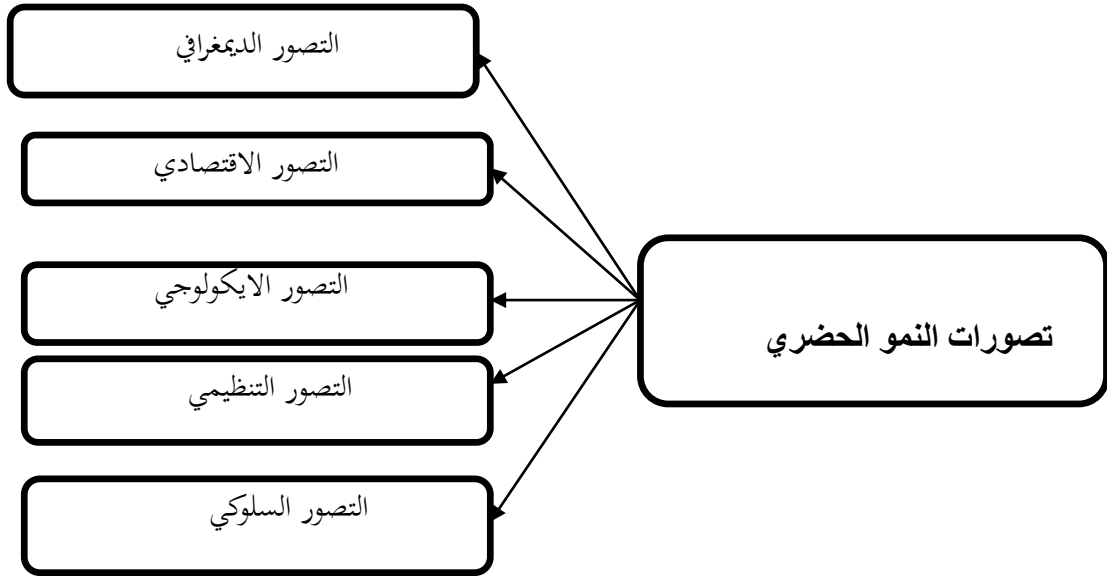 تصورات النمو الحضري
التصور الديمغرافي
التصور الاقتصادي
التصور الايكولوجي
التصور التنظيمي
التصور السلوكي